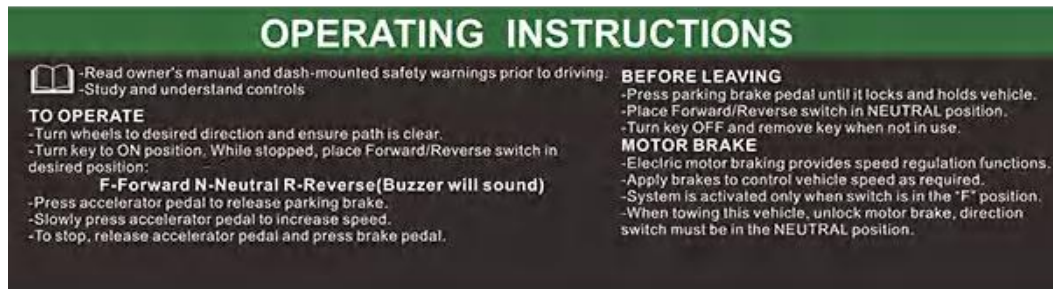 OPERATING INSTRUCTIONS
-Read owner's manual and dash-mounted safety warnings prior to driving.
-Study and understand controls
TO OPERATE
-Turn wheels to desired direction and ensure path is clear.
-Turn key to ON position, While stopped, place Forward/Reverse switch in
desired position:
F-Forward N-Neutral R-Reverse(Buzzer will sound)
-Press accelerator pedal to release parking brake.
-Slowly press accelerator pedal to increase speed.
-To stop, release accelerator pedal and press brake pedal.
BEFORE LEAVING
-Press parking brake pedal until it locks and holds vehicle.
-Place Forward/Reverse switch in NEUTRAL position.
-Turn key OFF and remove key when not in use.
MOTOR BRAKE
-Electric motor braking provides speed regulation functions.
-Apply brakes to control vehicle speed as required.
-System is activated only when switch is in the "F" position.
-When towing this vehicle, unlock motor brake, direction
switch must be in the NEUTRAL position.